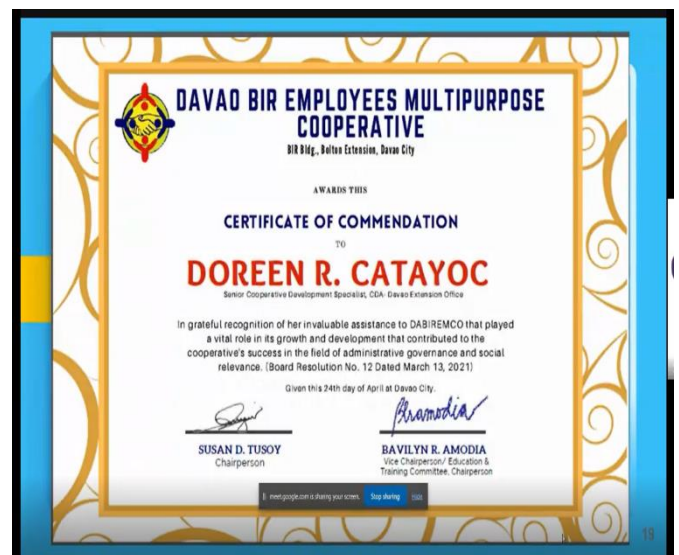 DAVAO BIR EMPLOYEES MULTIPURPOSE
COOPERATIVE
BIR Bldg., Bolton Extension, Davao City
AWARDS THIS
CERTIFICATE OF COMMENDATION
TO
DOREEN R. CATAYOC
Senior Cooperative Development Specialist, CDA- Davao Extension Office
In grateful recognition of her invaluable assistance to DABIREMCO that played
a vital role in its growth and development that contributed to the
cooperative's success in the field of administrative governance and social
relevance. (Board Resolution No. 12 Dated March 13, 2021)
Given this 24th day of April at Davao City.
SUSAN D. TUSOY
Chairperson
BAVILYN R. AMODIA
Vice Chairperson/ Education &
Training Committee, Chairperson
meet.google.com is sharing your screen. Stop sharing Hide
19